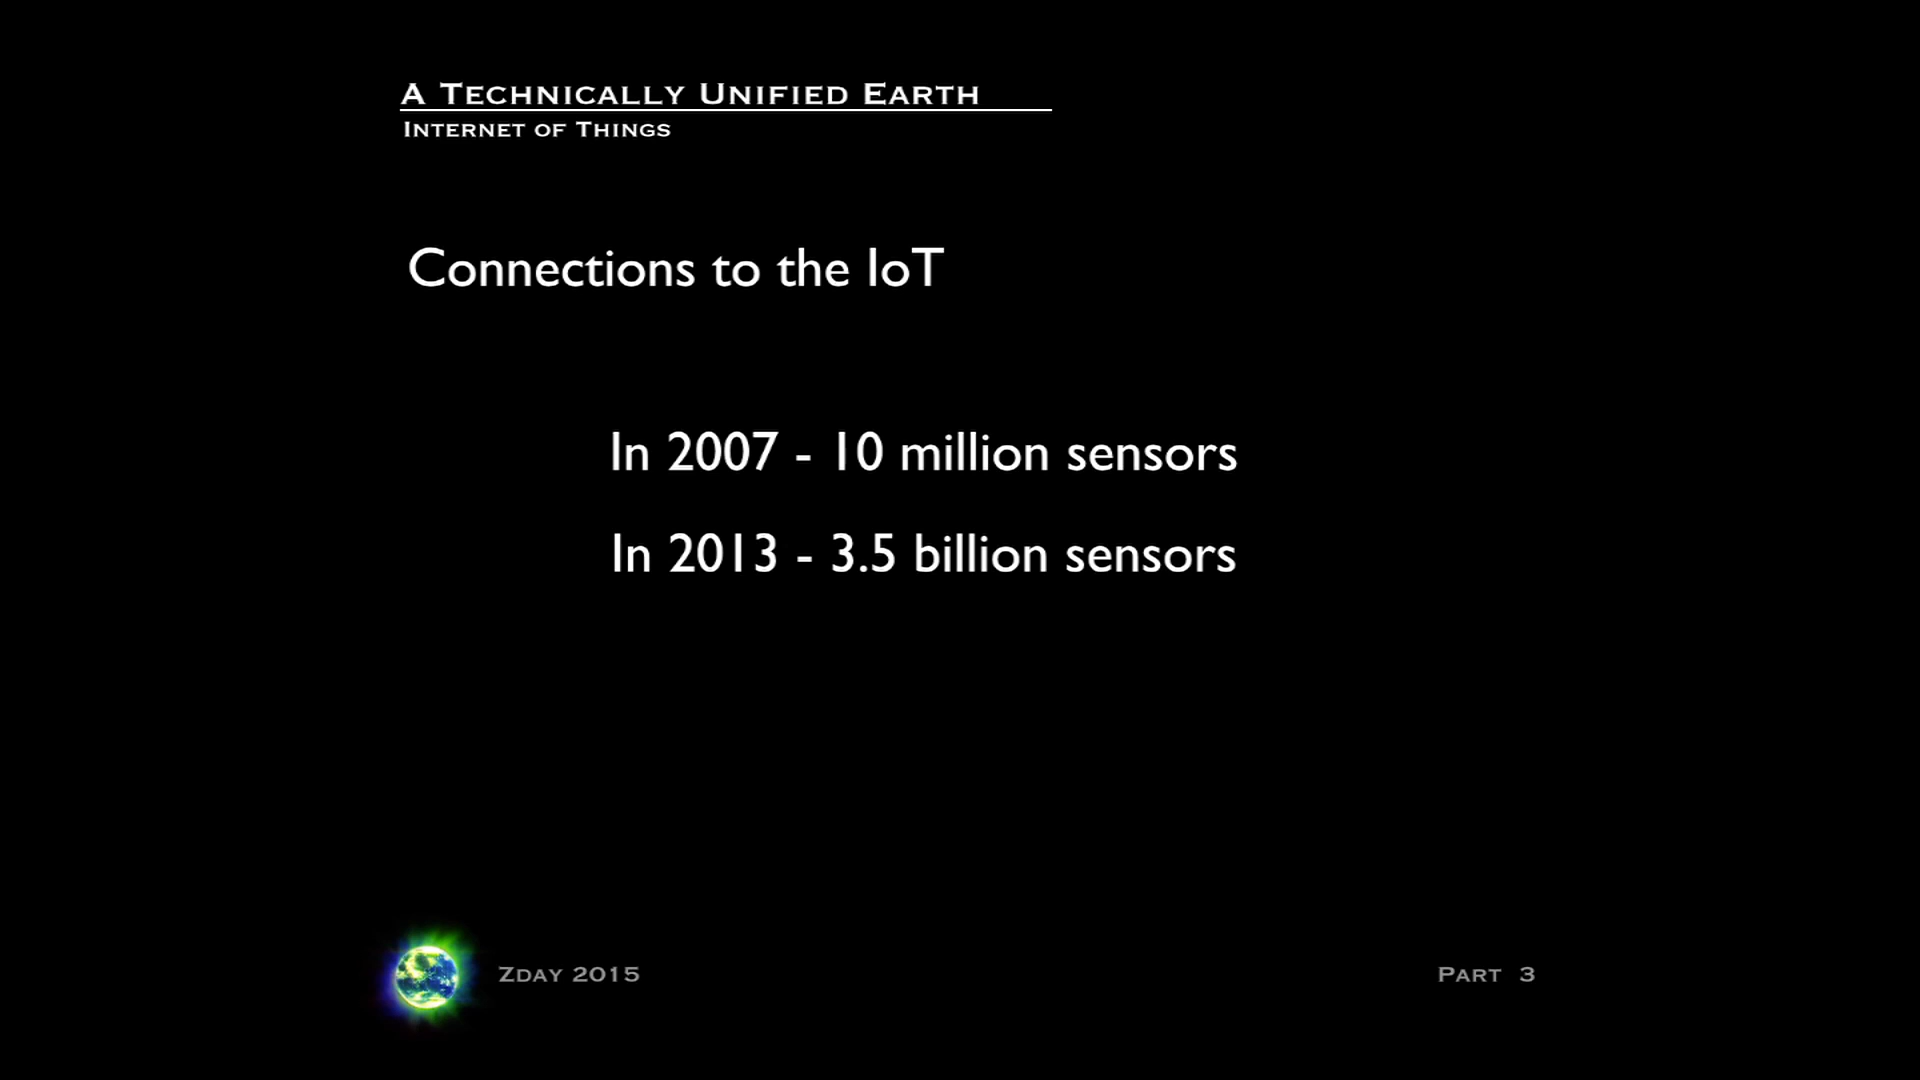 A Technically Unified Earth
Internet of Things
Connections to the IoT
In 2007 - 10 million sensors
In 2013 - 3.5 billion sensors
Zday 2015
Part 3